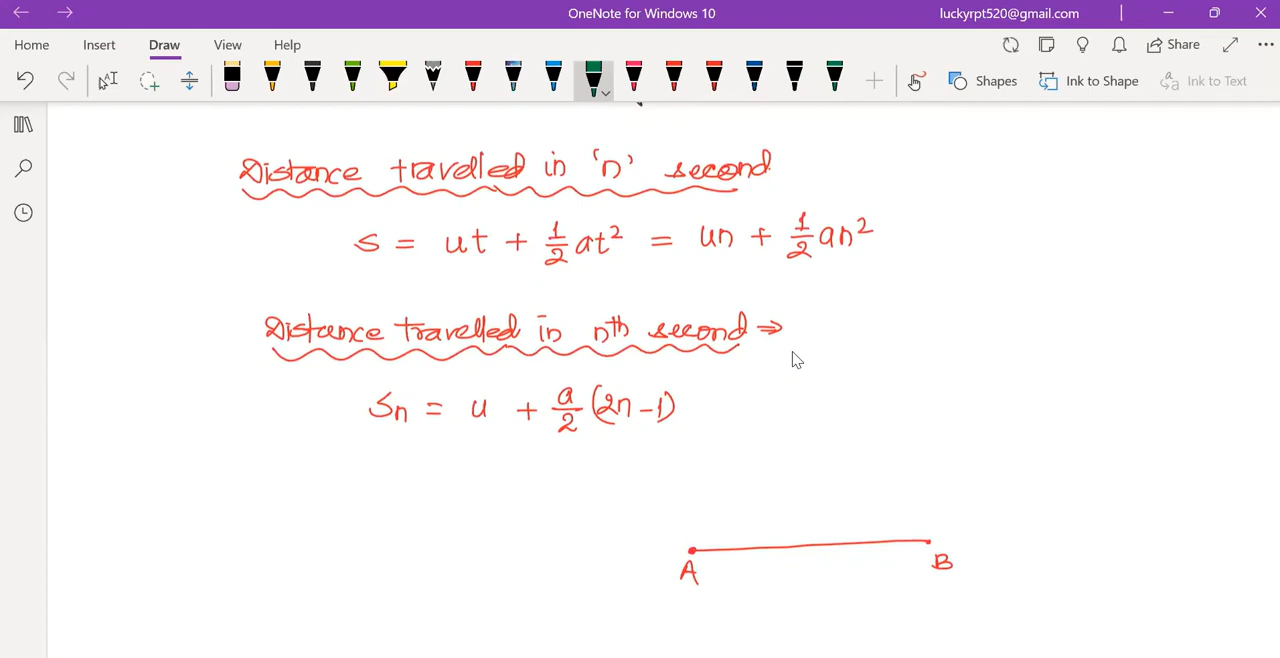 OneNote for Windows 10
luckyrpt520@gmail.com
Home Insert Draw View Help
Share
Shapes Ink to Shape Ink to Text
Distance travelled in 'n' second
s = ut + 1/2 at² = un + 1/2 an²
Distance travelled in nth second ⇒
Sn = u + a/2 (2n - 1)
A B